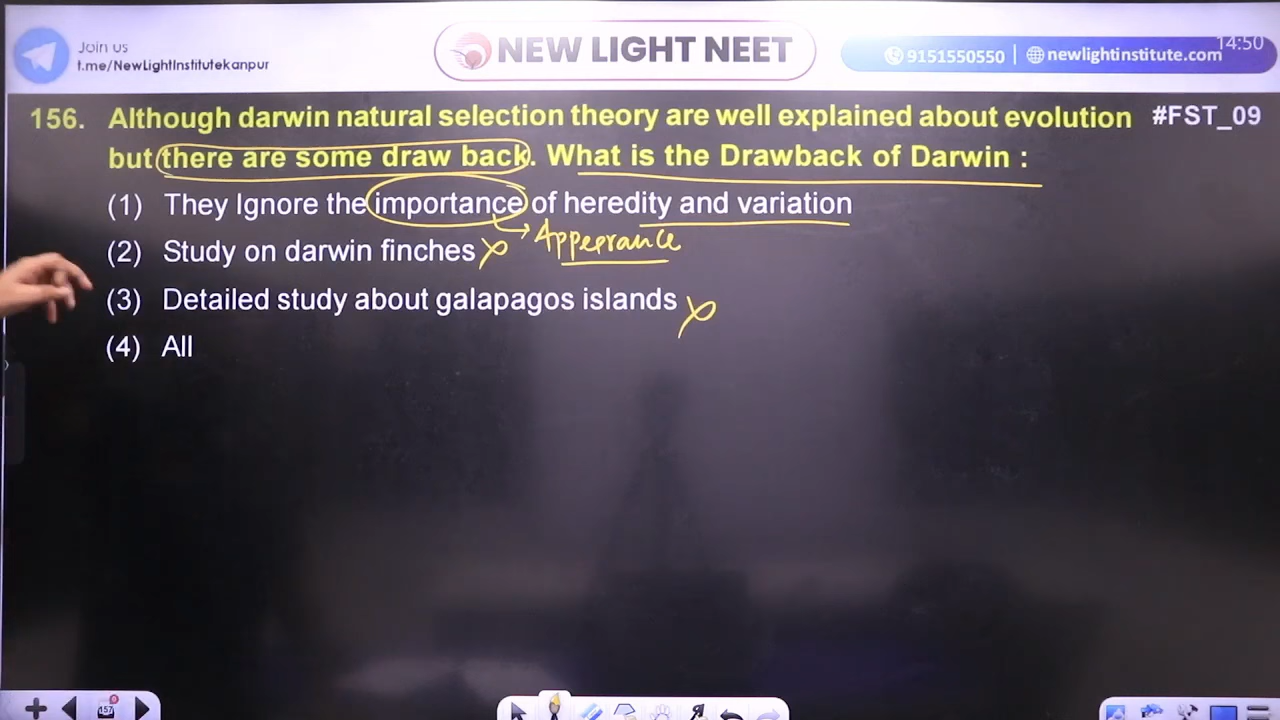 Join us
t.me/NewLightInstitutekanpur
NEW LIGHT NEET
9151550550 | newlightinstitute.com
14:50
156. Although darwin natural selection theory are well explained about evolution #FST_09
but there are some draw back. What is the Drawback of Darwin :
(1) They Ignore the importance of heredity and variation
Apperrance
(2) Study on darwin finches
(3) Detailed study about galapagos islands
(4) All
157